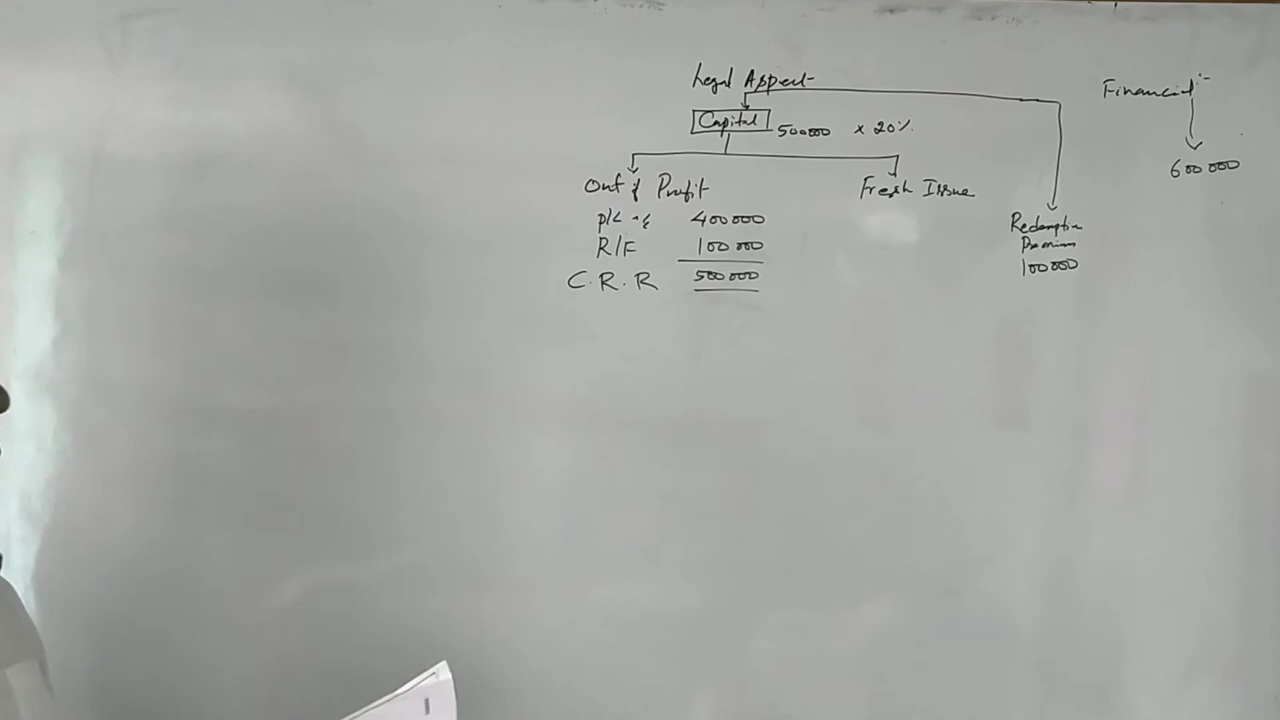 Legal Aspect
Capital 500000 x 20%
Out of Profit
P/L a/c 400000
R/F 100000
C.R.R 500000
Fresh Issue
Redemption
Premium
100000
Financial :-
600000